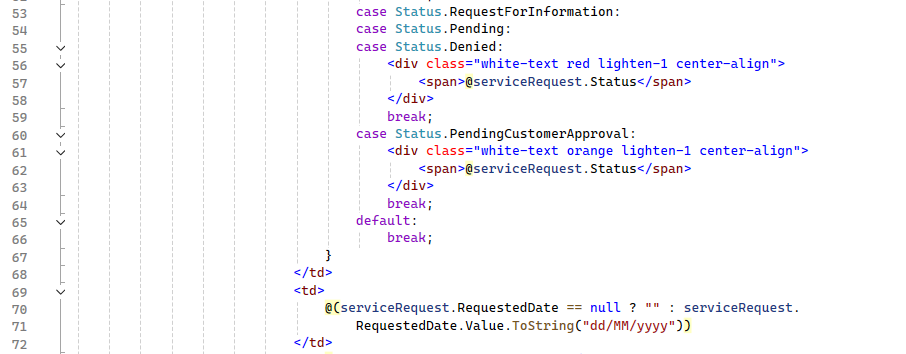 53 case Status.RequestForInformation:
54 case Status.Pending:
55 case Status.Denied:
56 <div class="white-text red lighten-1 center-align">
57 <span>@serviceRequest.Status</span>
58 </div>
59 break;
60 case Status.PendingCustomerApproval:
61 <div class="white-text orange lighten-1 center-align">
62 <span>@serviceRequest.Status</span>
63 </div>
64 break;
65 default:
66 break;
67 }
68 </td>
69 <td>
70 @(serviceRequest.RequestedDate == null ? "" : serviceRequest.
71 RequestedDate.Value.ToString("dd/MM/yyyy"))
72 </td>